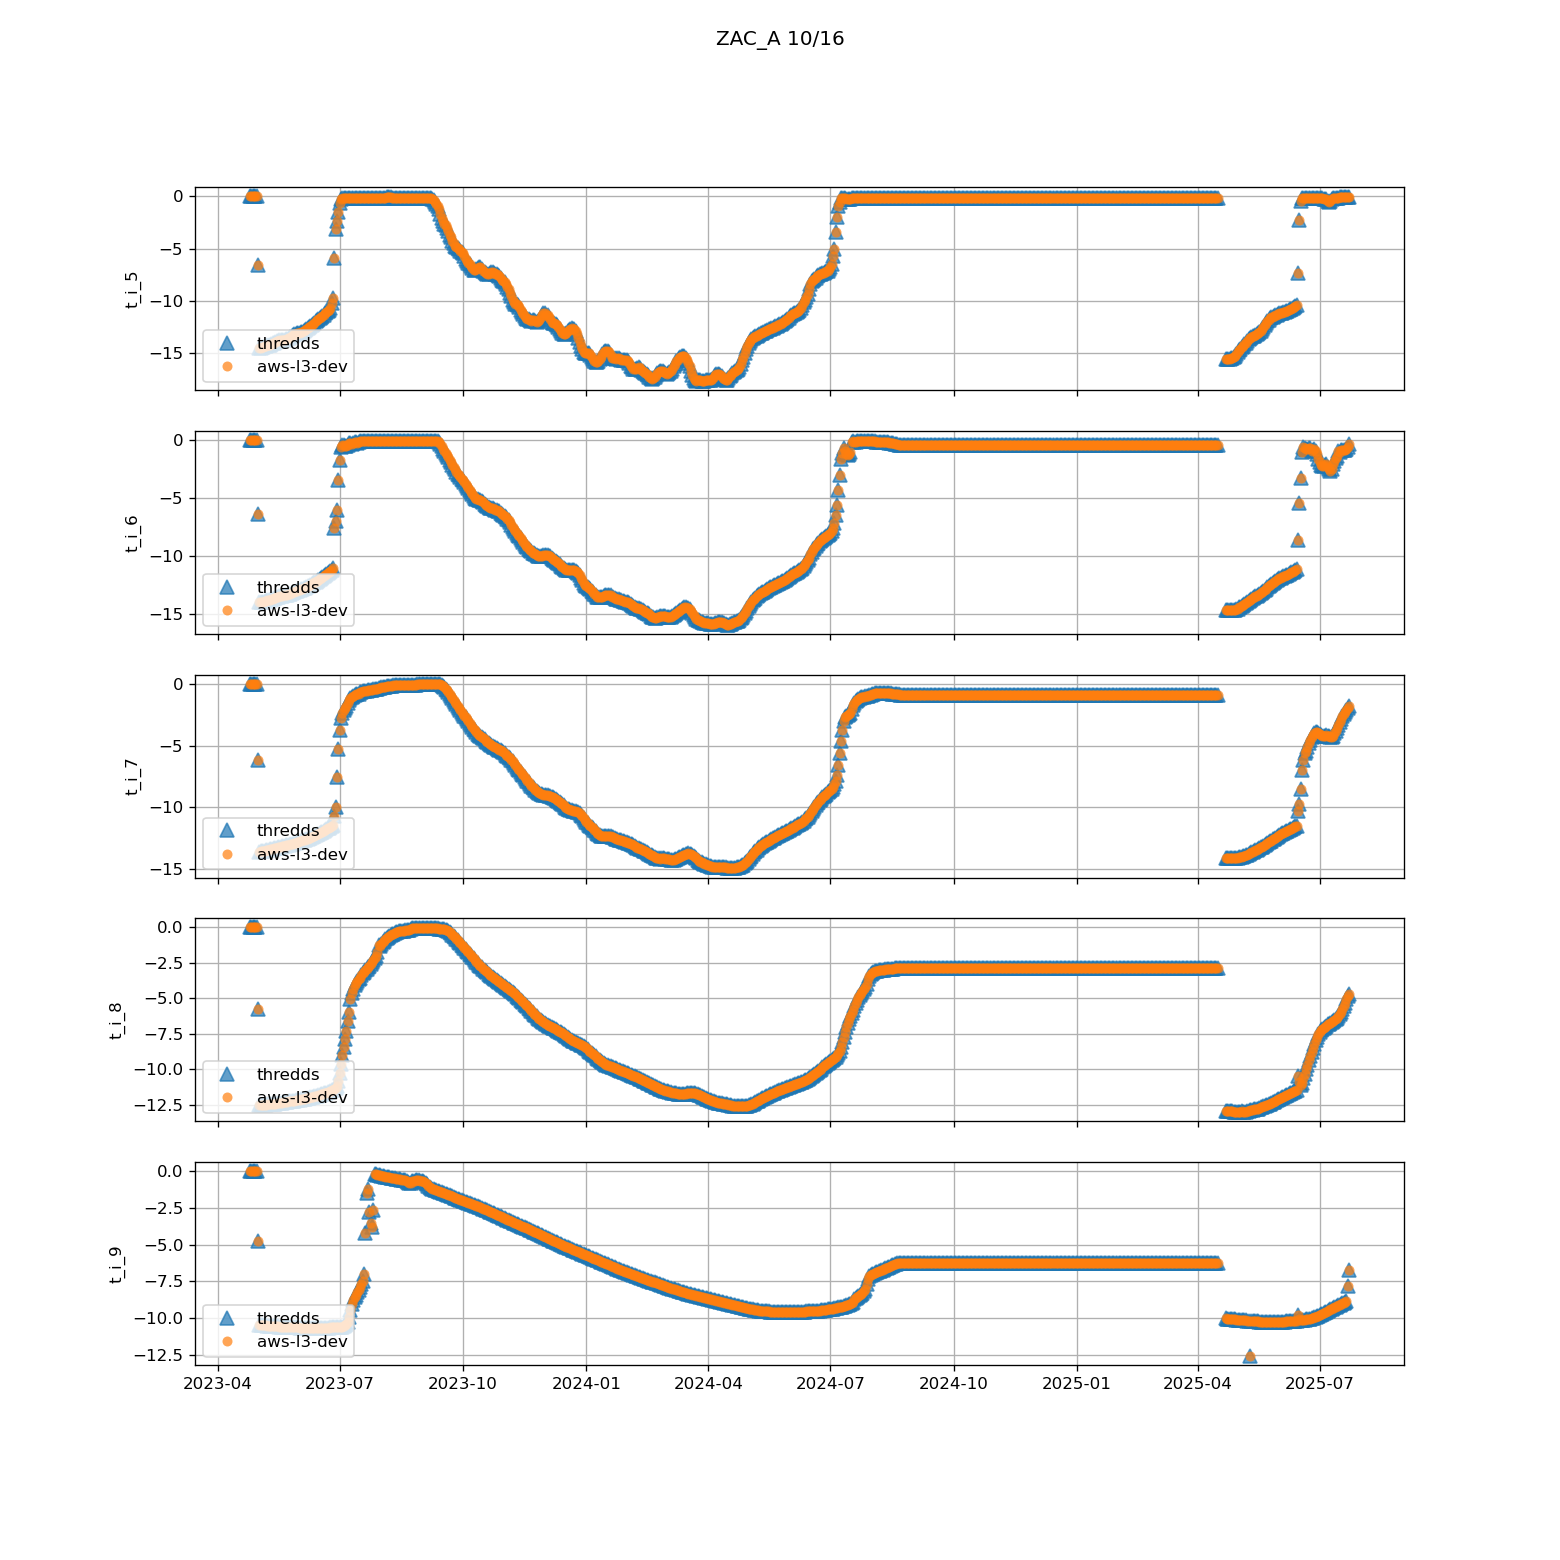 ZAC_A 10/16
t_i_5
0
−5
−10
−15
thredds
aws-l3-dev
t_i_6
0
−5
−10
−15
thredds
aws-l3-dev
t_i_7
0
−5
−10
−15
thredds
aws-l3-dev
t_i_8
0.0
−2.5
−5.0
−7.5
−10.0
−12.5
thredds
aws-l3-dev
t_i_9
0.0
−2.5
−5.0
−7.5
−10.0
−12.5
thredds
aws-l3-dev
2023-04 2023-07 2023-10 2024-01 2024-04 2024-07 2024-10 2025-01 2025-04 2025-07